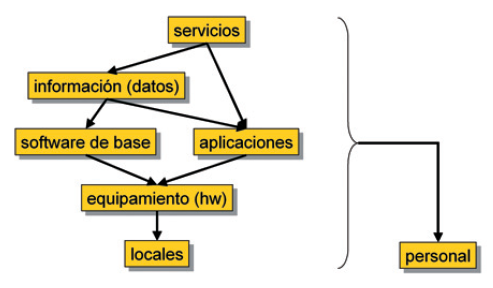 servicios
información (datos)
software de base
aplicaciones
equipamiento (hw)
locales
personal